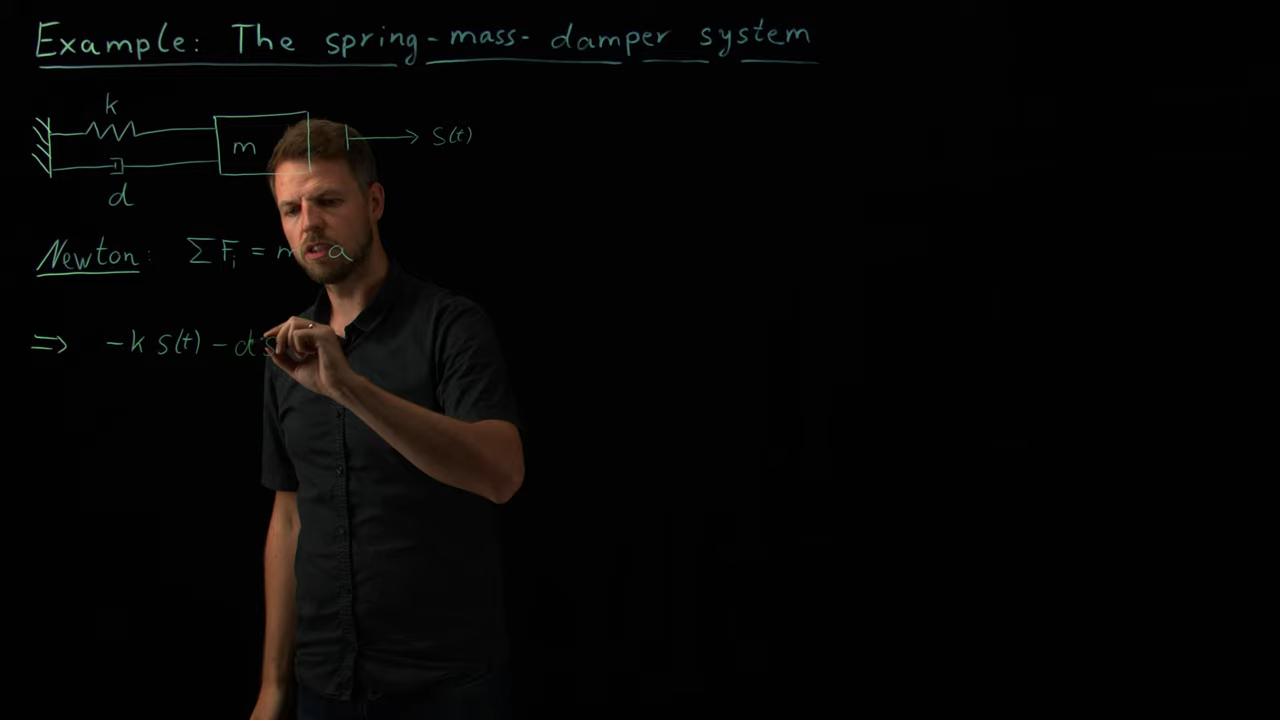 Example: The spring-mass-damper system
k
m
s(t)
d
Newton: ΣFᵢ = m a
⇒ -k s(t) - d s